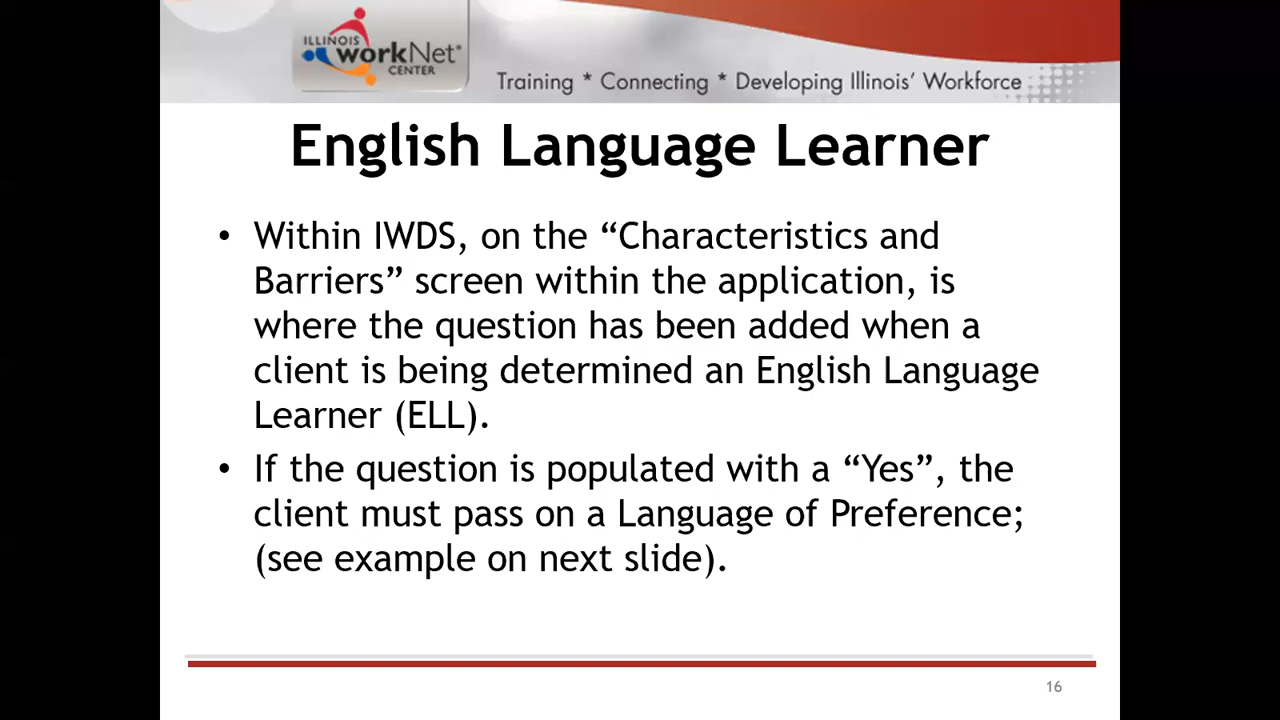 ILLINOIS
workNet®
CENTER
Training * Connecting * Developing Illinois’ Workforce
English Language Learner
• Within IWDS, on the “Characteristics and
Barriers” screen within the application, is
where the question has been added when a
client is being determined an English Language
Learner (ELL).
• If the question is populated with a “Yes”, the
client must pass on a Language of Preference;
(see example on next slide).
16